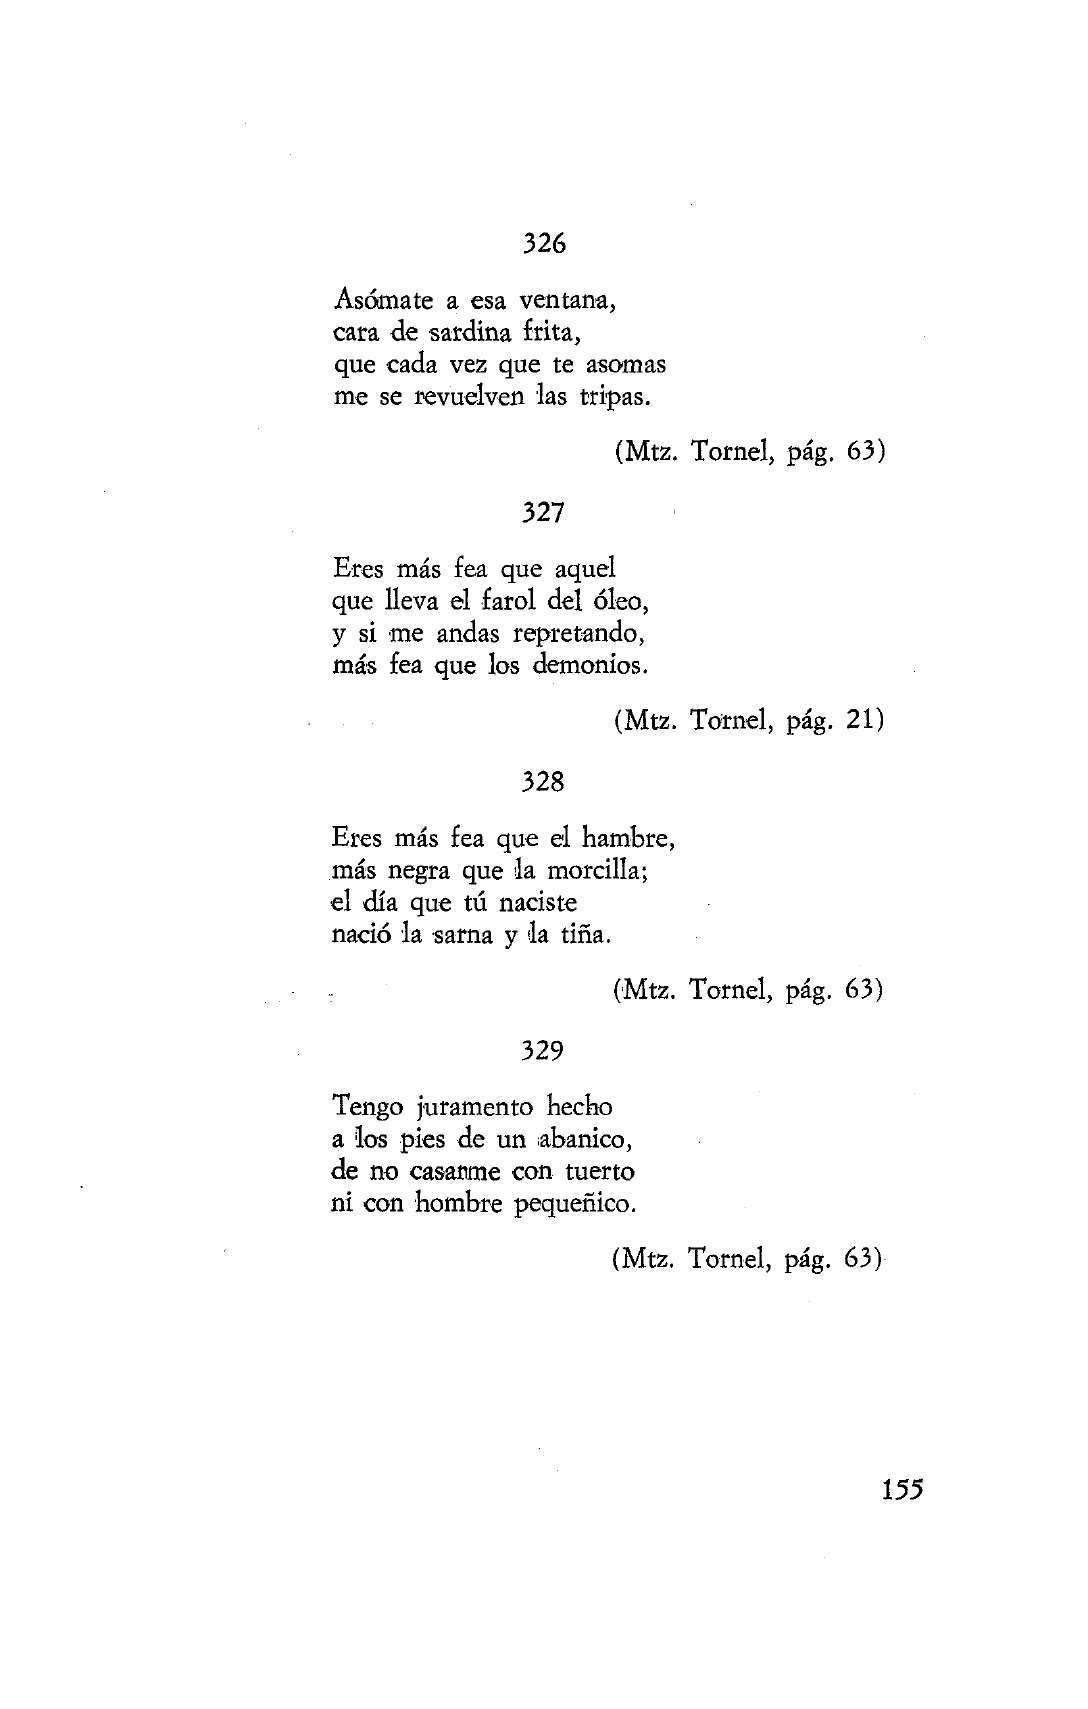 326
Asómate a esa ventana,
cara de sardina frita,
que cada vez que te asomas
me se revuelven las tripas.
(Mtz. Tornel, pág. 63)
327
Eres más fea que aquel
que lleva el farol del óleo,
y si me andas repretando,
más fea que los demonios.
(Mtz. Tornel, pág. 21)
328
Eres más fea que el hambre,
más negra que la morcilla;
el día que tú naciste
nació la sarna y la tiña.
(Mtz. Tornel, pág. 63)
329
Tengo juramento hecho
a los pies de un abanico,
de no casarme con tuerto
ni con hombre pequeñico.
(Mtz. Tornel, pág. 63)
155